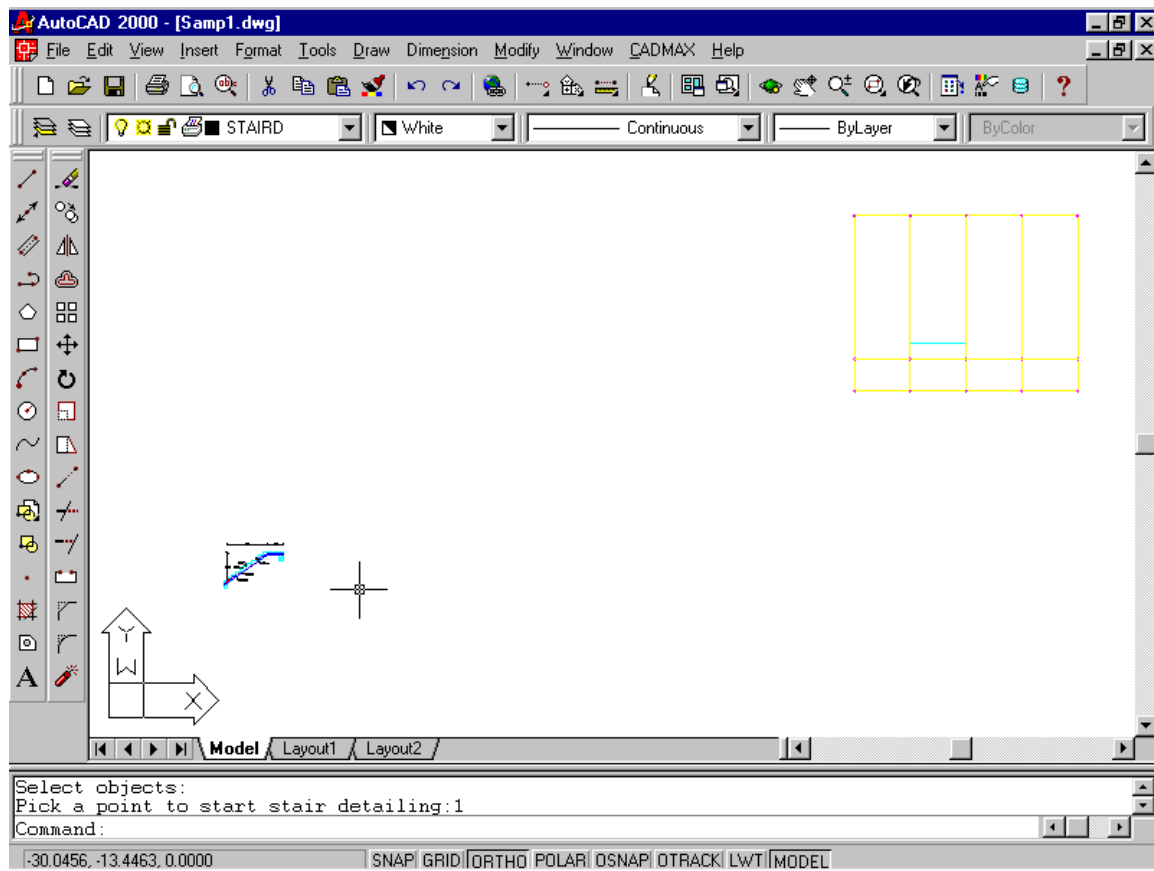 AutoCAD 2000 - [Samp1.dwg]
File Edit View Insert Format Tools Draw Dimension Modify Window CADMAX Help
STAIRD White Continuous ByLayer ByColor
A
Y
W
X
Model Layout1 Layout2
Select objects:
Pick a point to start stair detailing:1
Command:
-30.0456, -13.4463, 0.0000 SNAP GRID ORTHO POLAR OSNAP OTRACK LWT MODEL